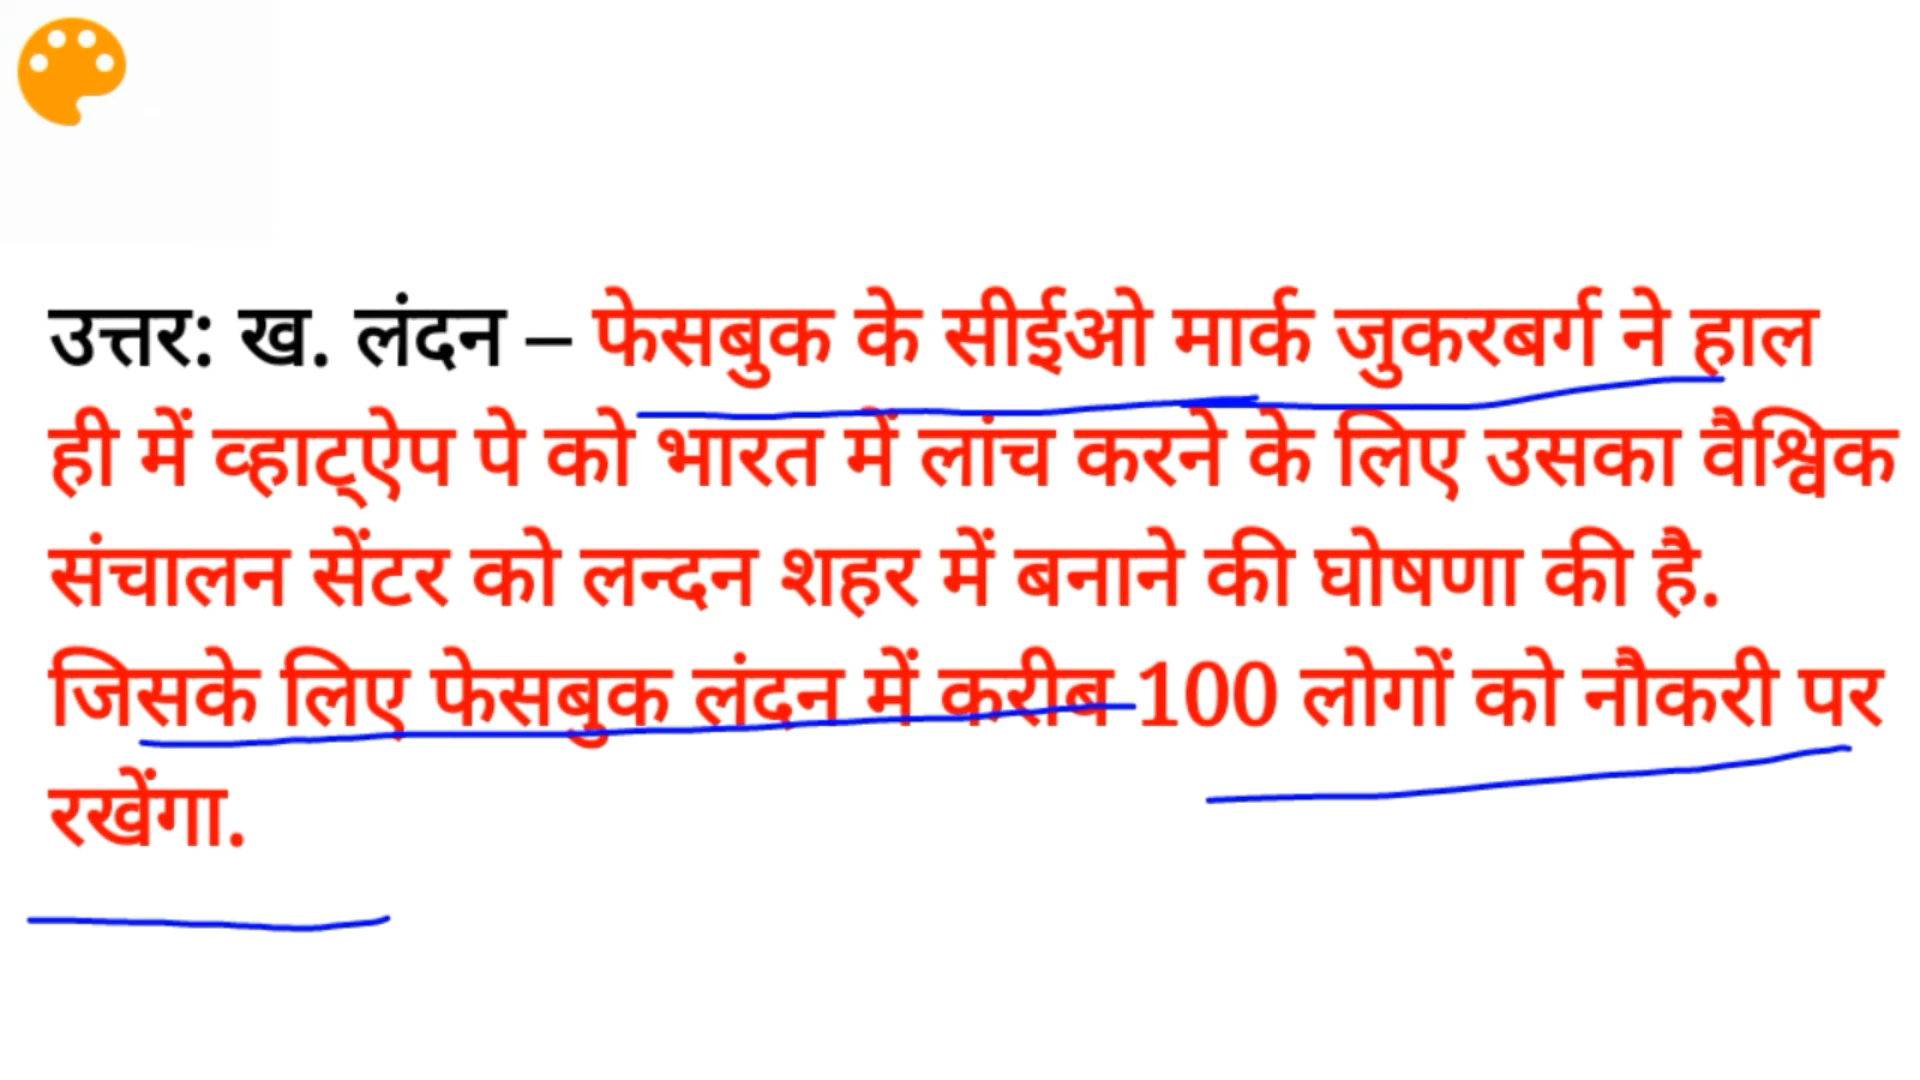 उत्तर: ख. लंदन – फेसबुक के सीईओ मार्क जुकरबर्ग ने हाल
ही में व्हाट्ऐप पे को भारत में लांच करने के लिए उसका वैश्विक
संचालन सेंटर को लन्दन शहर में बनाने की घोषणा की है.
जिसके लिए फेसबुक लंदन में करीब 100 लोगों को नौकरी पर
रखेंगा.